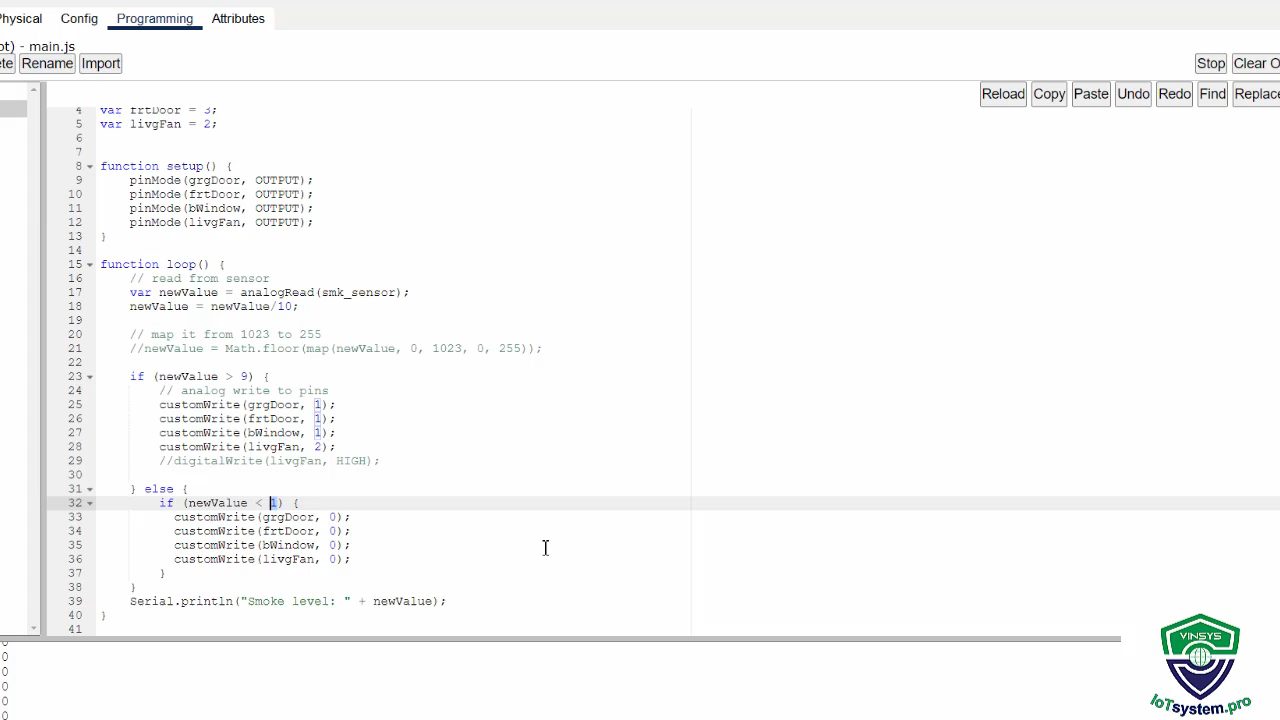 Physical Config Programming Attributes
ot) - main.js
te Rename Import Stop Clear O
Reload Copy Paste Undo Redo Find Replace
4 var frtDoor = 3;
5 var livgFan = 2;
6
7
8 function setup() {
9 pinMode(grgDoor, OUTPUT);
10 pinMode(frtDoor, OUTPUT);
11 pinMode(bWindow, OUTPUT);
12 pinMode(livgFan, OUTPUT);
13 }
14
15 function loop() {
16 // read from sensor
17 var newValue = analogRead(smk_sensor);
18 newValue = newValue/10;
19
20 // map it from 1023 to 255
21 //newValue = Math.floor(map(newValue, 0, 1023, 0, 255));
22
23 if (newValue > 9) {
24 // analog write to pins
25 customWrite(grgDoor, 1);
26 customWrite(frtDoor, 1);
27 customWrite(bWindow, 1);
28 customWrite(livgFan, 2);
29 //digitalWrite(livgFan, HIGH);
30
31 } else {
32 if (newValue < 1) {
33 customWrite(grgDoor, 0);
34 customWrite(frtDoor, 0);
35 customWrite(bWindow, 0);
36 customWrite(livgFan, 0);
37 }
38 }
39 Serial.println("Smoke level: " + newValue);
40 }
41
0
0
0
0
0
0
VINSYS
IoTsystem.pro